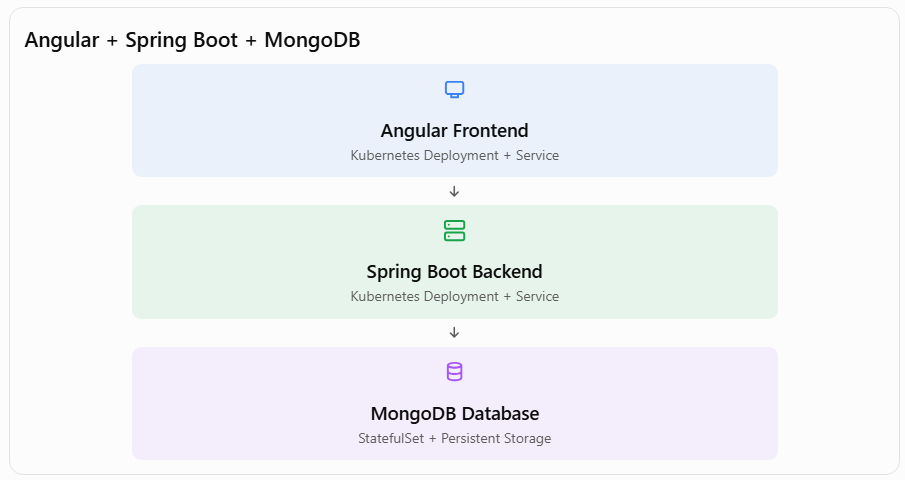 Angular + Spring Boot + MongoDB
Angular Frontend
Kubernetes Deployment + Service
Spring Boot Backend
Kubernetes Deployment + Service
MongoDB Database
StatefulSet + Persistent Storage